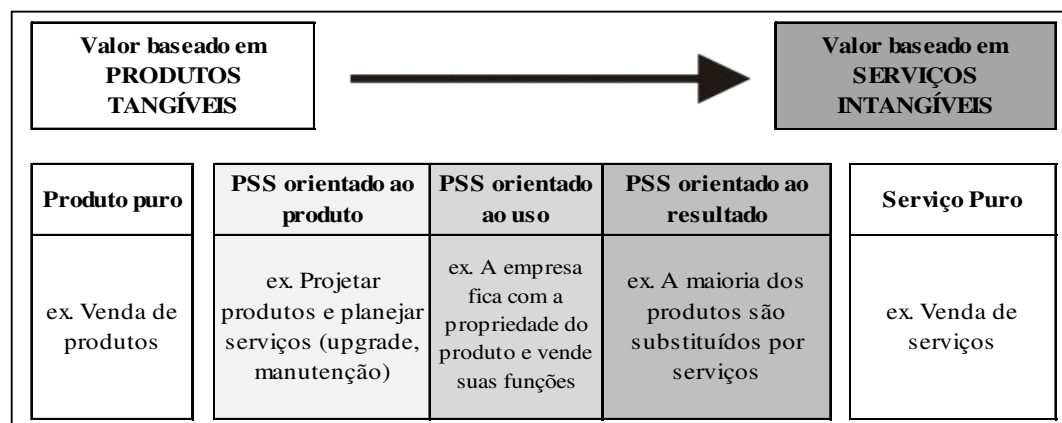 Valor baseado em
PRODUTOS
TANGÍVEIS
Valor baseado em
SERVIÇOS
INTANGÍVEIS
Produto puro
PSS orientado ao
produto
PSS orientado
ao uso
PSS orientado ao
resultado
Serviço Puro
ex. Venda de
produtos
ex. Projetar
produtos e planejar
serviços (upgrade,
manutenção)
ex. A empresa
fica com a
propriedade do
produto e vende
suas funções
ex. A maioria dos
produtos são
substituídos por
serviços
ex. Venda de
serviços